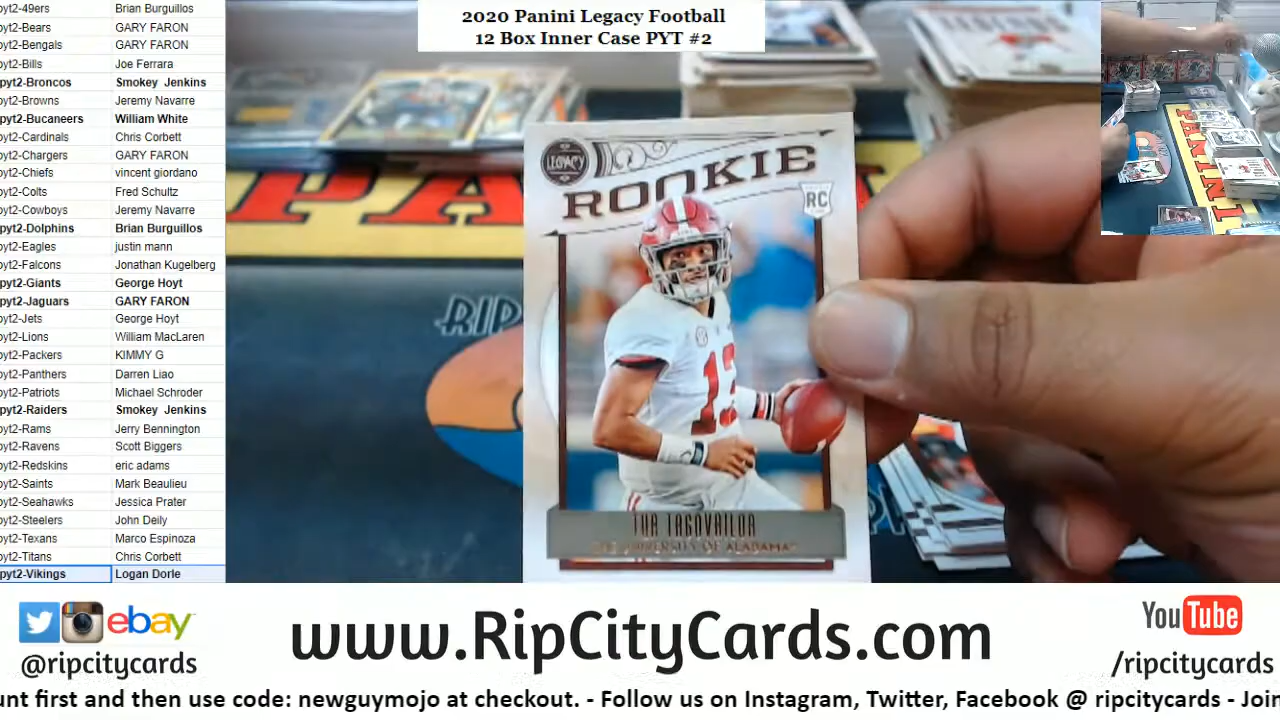 pyt2-49ers Brian Burguillos
pyt2-Bears GARY FARON
pyt2-Bengals GARY FARON
pyt2-Bills Joe Ferrara
pyt2-Broncos Smokey Jenkins
pyt2-Browns Jeremy Navarre
pyt2-Bucaneers William White
pyt2-Cardinals Chris Corbett
pyt2-Chargers GARY FARON
pyt2-Chiefs vincent giordano
pyt2-Colts Fred Schultz
pyt2-Cowboys Jeremy Navarre
pyt2-Dolphins Brian Burguillos
pyt2-Eagles justin mann
pyt2-Falcons Jonathan Kugelberg
pyt2-Giants George Hoyt
pyt2-Jaguars GARY FARON
pyt2-Jets George Hoyt
pyt2-Lions William MacLaren
pyt2-Packers KIMMY G
pyt2-Panthers Darren Liao
pyt2-Patriots Michael Schroder
pyt2-Raiders Smokey Jenkins
pyt2-Rams Jerry Bennington
pyt2-Ravens Scott Biggers
pyt2-Redskins eric adams
pyt2-Saints Mark Beaulieu
pyt2-Seahawks Jessica Prater
pyt2-Steelers John Deily
pyt2-Texans Marco Espinoza
pyt2-Titans Chris Corbett
pyt2-Vikings Logan Dorle
2020 Panini Legacy Football
12 Box Inner Case PYT #2
LEGACY
ROOKIE
RC
13
TUA TAGOVAILOA
UNIVERSITY OF ALABAMA
PA
RIP
PANINI
ebay
@ripcitycards
www.RipCityCards.com
YouTube
/ripcitycards
unt first and then use code: newguymojo at checkout. - Follow us on Instagram, Twitter, Facebook @ ripcitycards - Join